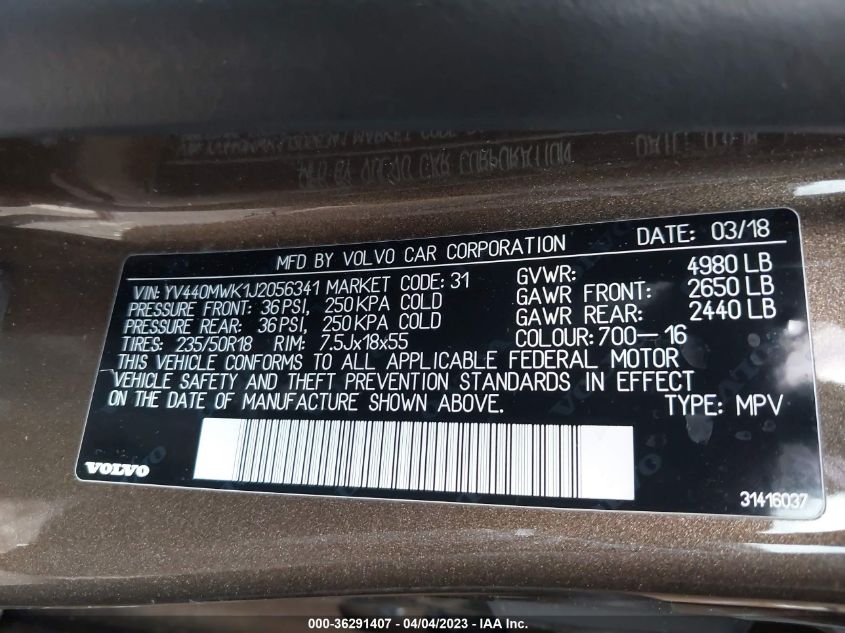 MFD BY VOLVO CAR CORPORATION DATE: 03/18
VIN: YV440MWK1J2056341 MARKET CODE: 31 GVWR: 4980 LB
PRESSURE FRONT: 36 PSI, 250 KPA COLD GAWR FRONT: 2650 LB
PRESSURE REAR: 36 PSI, 250 KPA COLD GAWR REAR: 2440 LB
TIRES: 235/50R18 RIM: 7.5Jx18x55 COLOUR: 700-16
THIS VEHICLE CONFORMS TO ALL APPLICABLE FEDERAL MOTOR
VEHICLE SAFETY AND THEFT PREVENTION STANDARDS IN EFFECT
ON THE DATE OF MANUFACTURE SHOWN ABOVE. TYPE: MPV
VOLVO
31416037
000-36291407 - 04/04/2023 - IAA Inc.